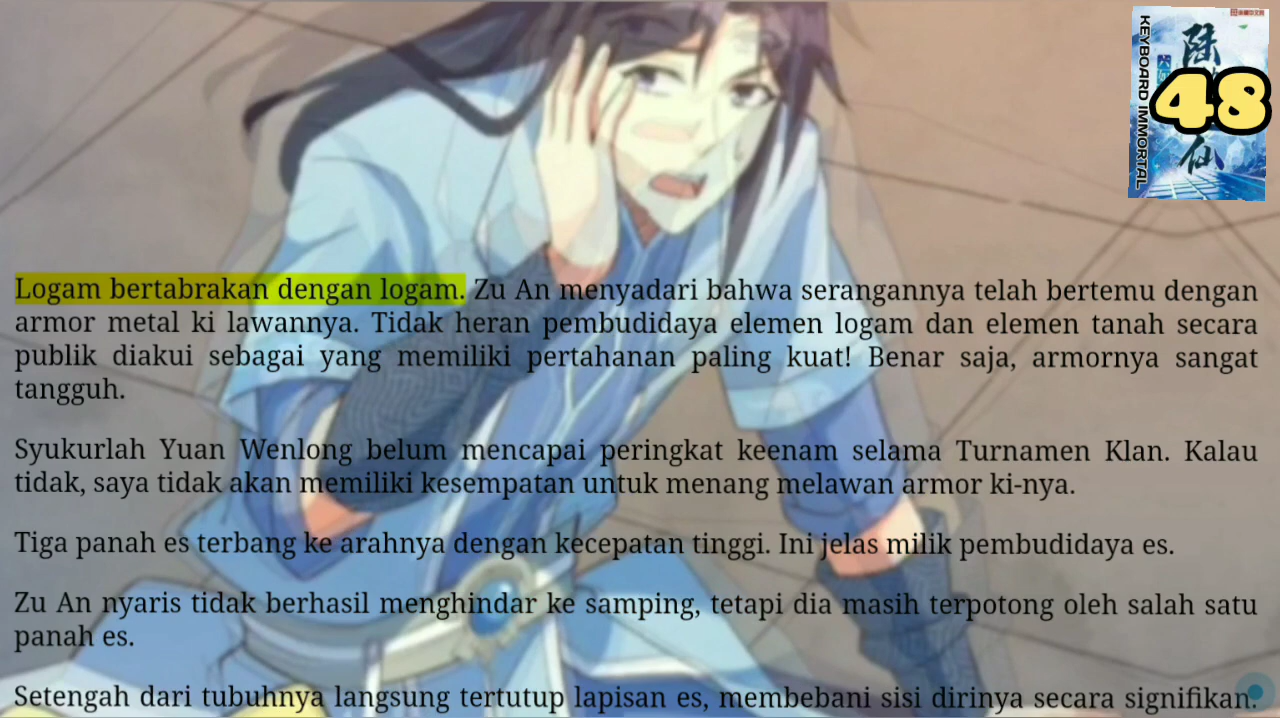 KEYBOARD IMMORTAL
48
仙
Logam bertabrakan dengan logam. Zu An menyadari bahwa serangannya telah bertemu dengan
armor metal ki lawannya. Tidak heran pembudidaya elemen logam dan elemen tanah secara
publik diakui sebagai yang memiliki pertahanan paling kuat! Benar saja, armornya sangat
tangguh.
Syukurlah Yuan Wenlong belum mencapai peringkat keenam selama Turnamen Klan. Kalau
tidak, saya tidak akan memiliki kesempatan untuk menang melawan armor ki-nya.
Tiga panah es terbang ke arahnya dengan kecepatan tinggi. Ini jelas milik pembudidaya es.
Zu An nyaris tidak berhasil menghindar ke samping, tetapi dia masih terpotong oleh salah satu
panah es.
Setengah dari tubuhnya langsung tertutup lapisan es, membebani sisi dirinya secara signifikan.